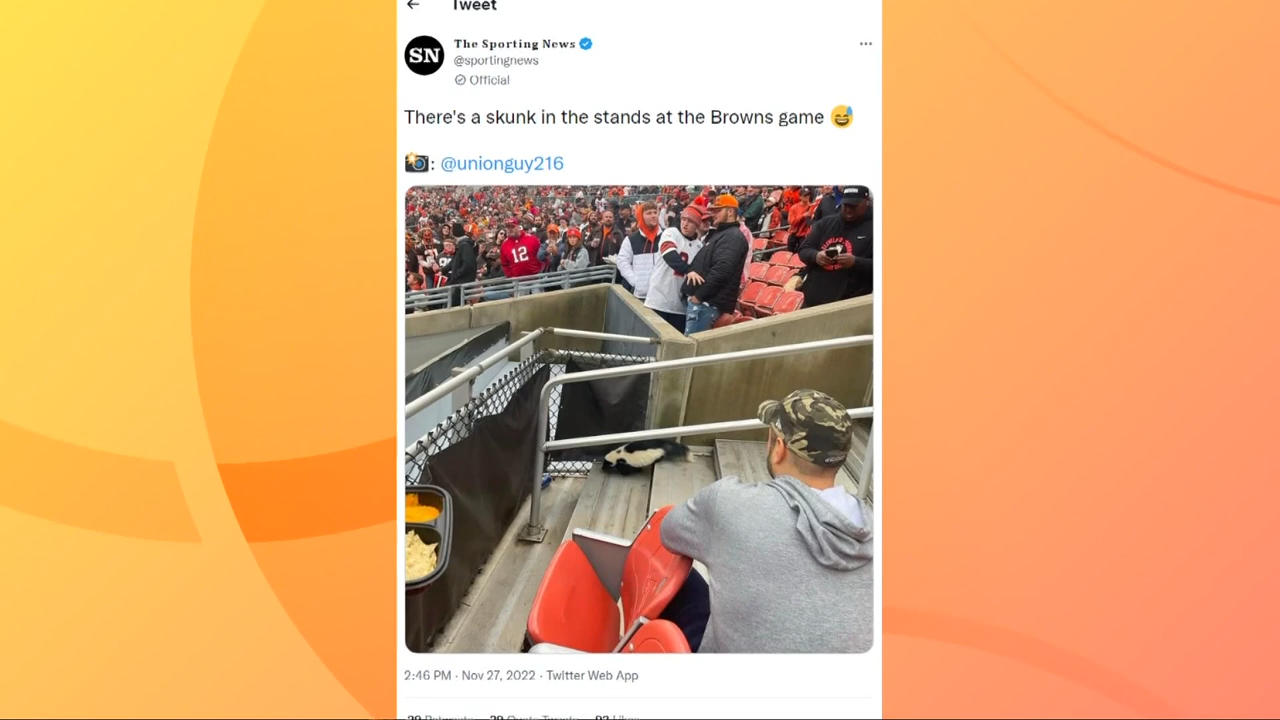 Tweet
SN
The Sporting News
@sportingnews
Official
There's a skunk in the stands at the Browns game 😅
📸: @unionguy216
12
2:46 PM · Nov 27, 2022 · Twitter Web App